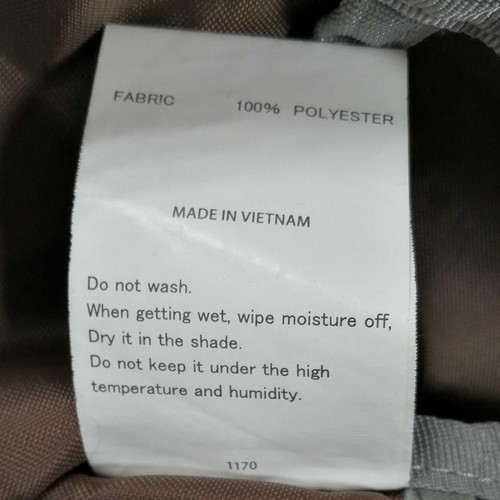 FABRIC 100% POLYESTER
MADE IN VIETNAM
Do not wash.
When getting wet, wipe moisture off,
Dry it in the shade.
Do not keep it under the high
temperature and humidity.
1170